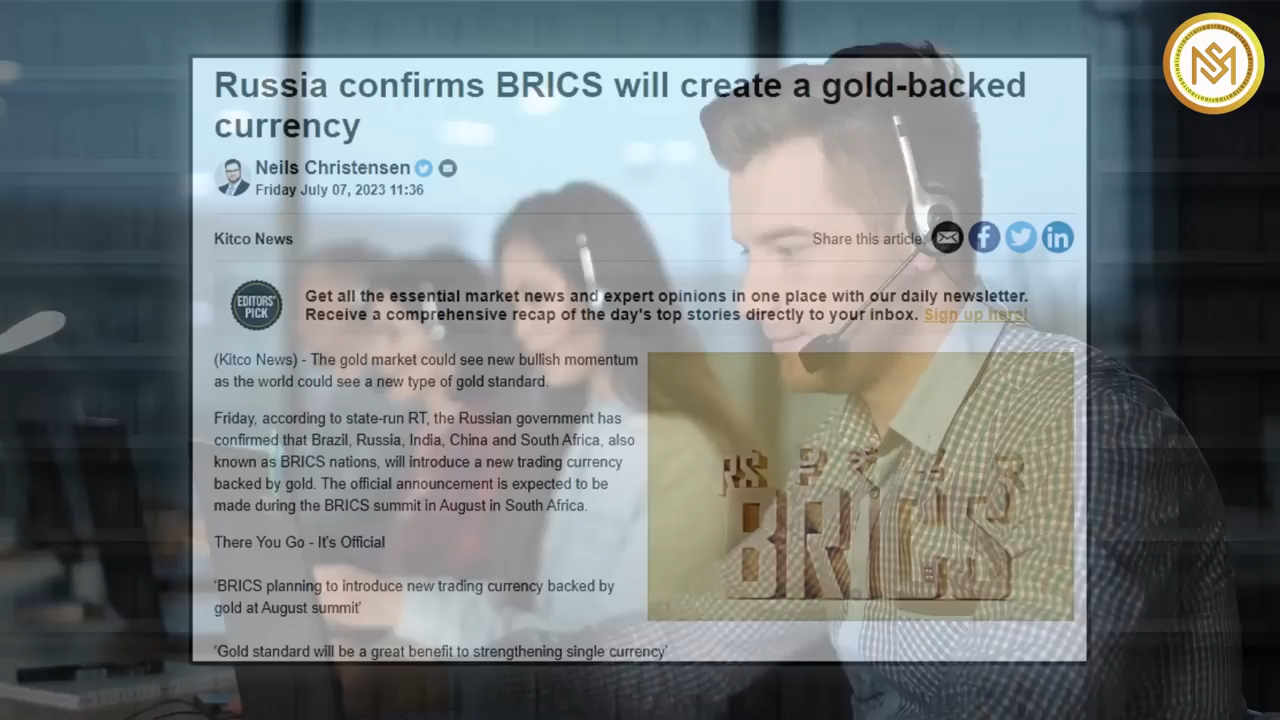 Russia confirms BRICS will create a gold-backed
currency
Neils Christensen
Friday July 07, 2023 11:36
Kitco News
Share this article:
EDITORS'
PICK
Get all the essential market news and expert opinions in one place with our daily newsletter.
Receive a comprehensive recap of the day's top stories directly to your inbox. Sign up here!
(Kitco News) - The gold market could see new bullish momentum
as the world could see a new type of gold standard.
Friday, according to state-run RT, the Russian government has
confirmed that Brazil, Russia, India, China and South Africa, also
known as BRICS nations, will introduce a new trading currency
backed by gold. The official announcement is expected to be
made during the BRICS summit in August in South Africa.
There You Go - It's Official
'BRICS planning to introduce new trading currency backed by
gold at August summit'
'Gold standard will be a great benefit to strengthening single currency'
BRICS